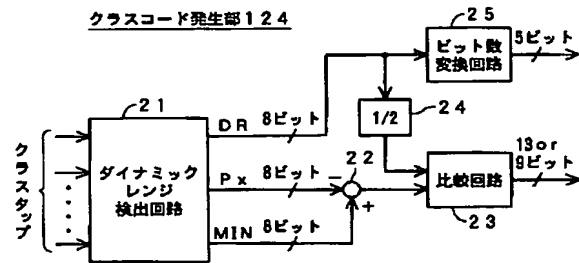 クラスコード発生部124
25
ビット数
変換回路
5ビット
21
DR 8ビット
1/2
24
クラスタップ
ダイナミック
レンジ
検出回路
Px 8ビット
−
22
+
MIN 8ビット
比較回路
13or
9ビット
23